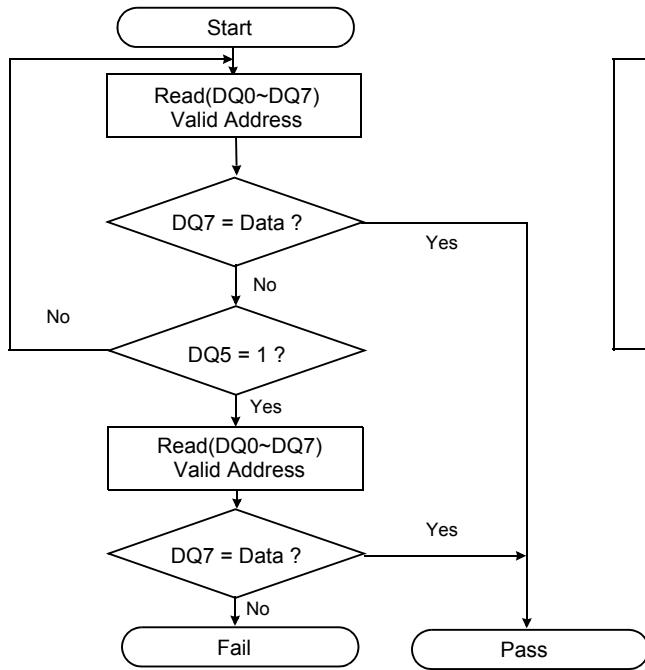 Start
Read(DQ0~DQ7)
Valid Address
DQ7 = Data ?
Yes
No
No
DQ5 = 1 ?
Yes
Read(DQ0~DQ7)
Valid Address
DQ7 = Data ?
Yes
No
Fail
Pass